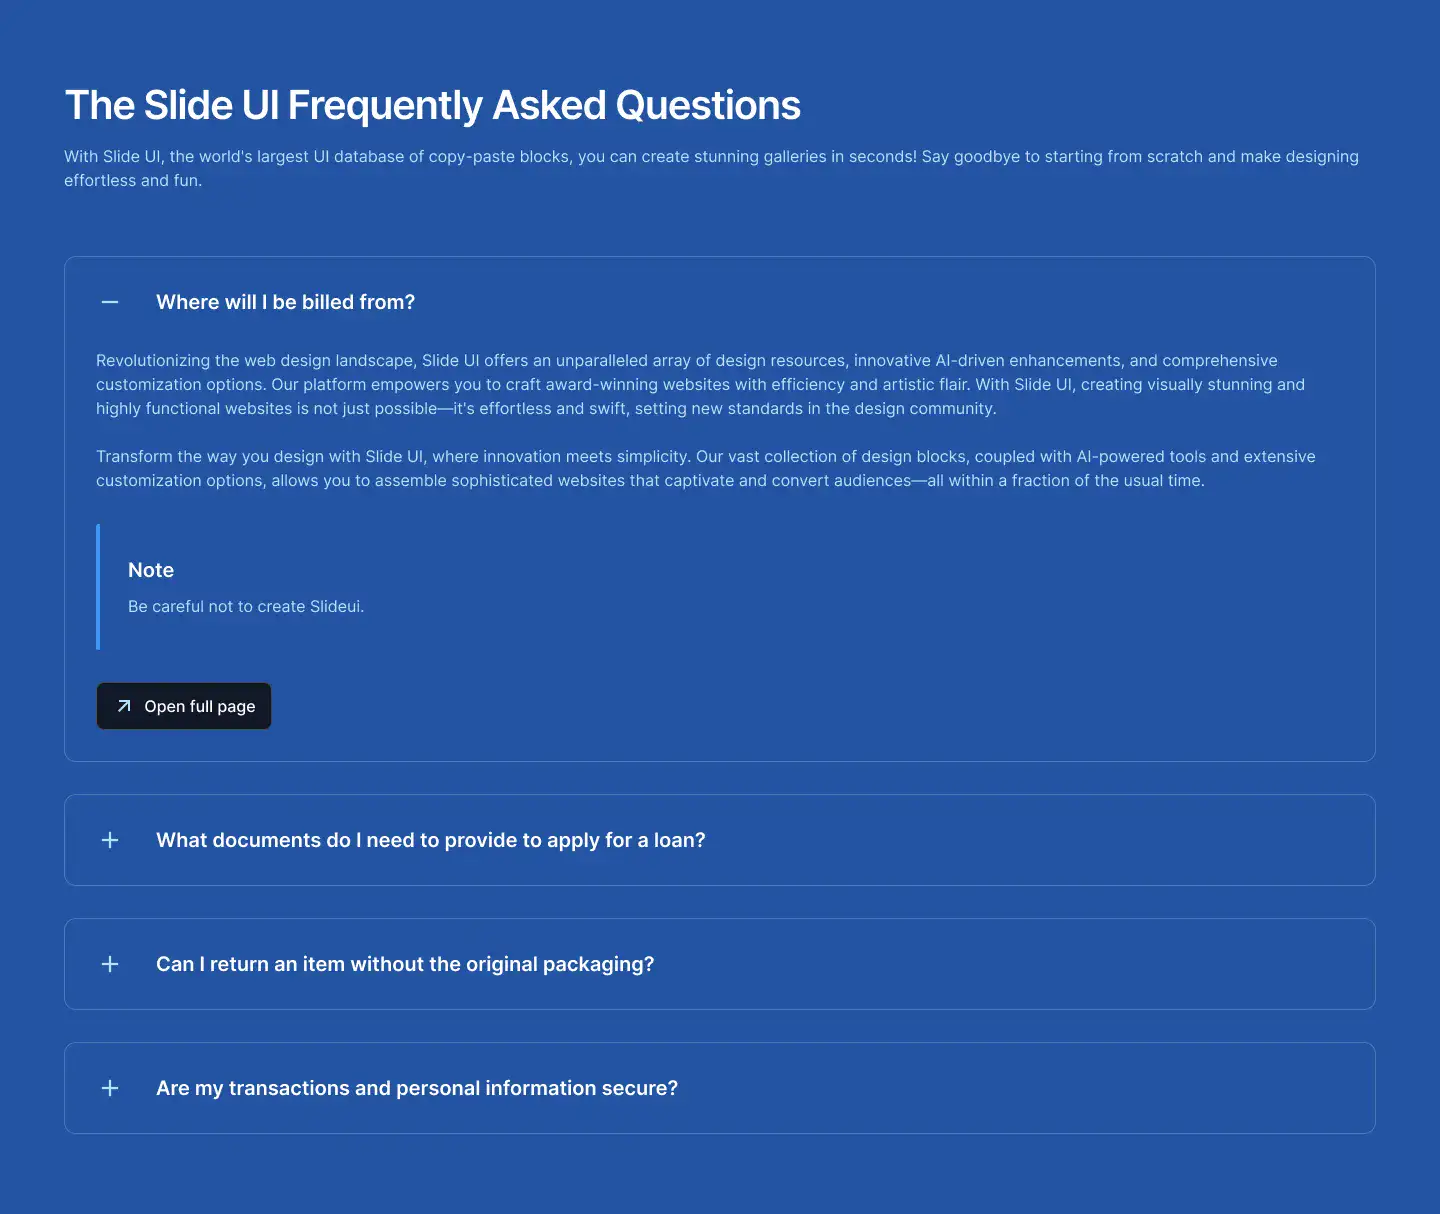 The Slide UI Frequently Asked Questions
With Slide UI, the world's largest UI database of copy-paste blocks, you can create stunning galleries in seconds! Say goodbye to starting from scratch and make designing
effortless and fun.
Where will I be billed from?
Revolutionizing the web design landscape, Slide UI offers an unparalleled array of design resources, innovative AI-driven enhancements, and comprehensive
customization options. Our platform empowers you to craft award-winning websites with efficiency and artistic flair. With Slide UI, creating visually stunning and
highly functional websites is not just possible—it's effortless and swift, setting new standards in the design community.
Transform the way you design with Slide UI, where innovation meets simplicity. Our vast collection of design blocks, coupled with AI-powered tools and extensive
customization options, allows you to assemble sophisticated websites that captivate and convert audiences—all within a fraction of the usual time.
Note
Be careful not to create Slideui.
Open full page
What documents do I need to provide to apply for a loan?
Can I return an item without the original packaging?
Are my transactions and personal information secure?